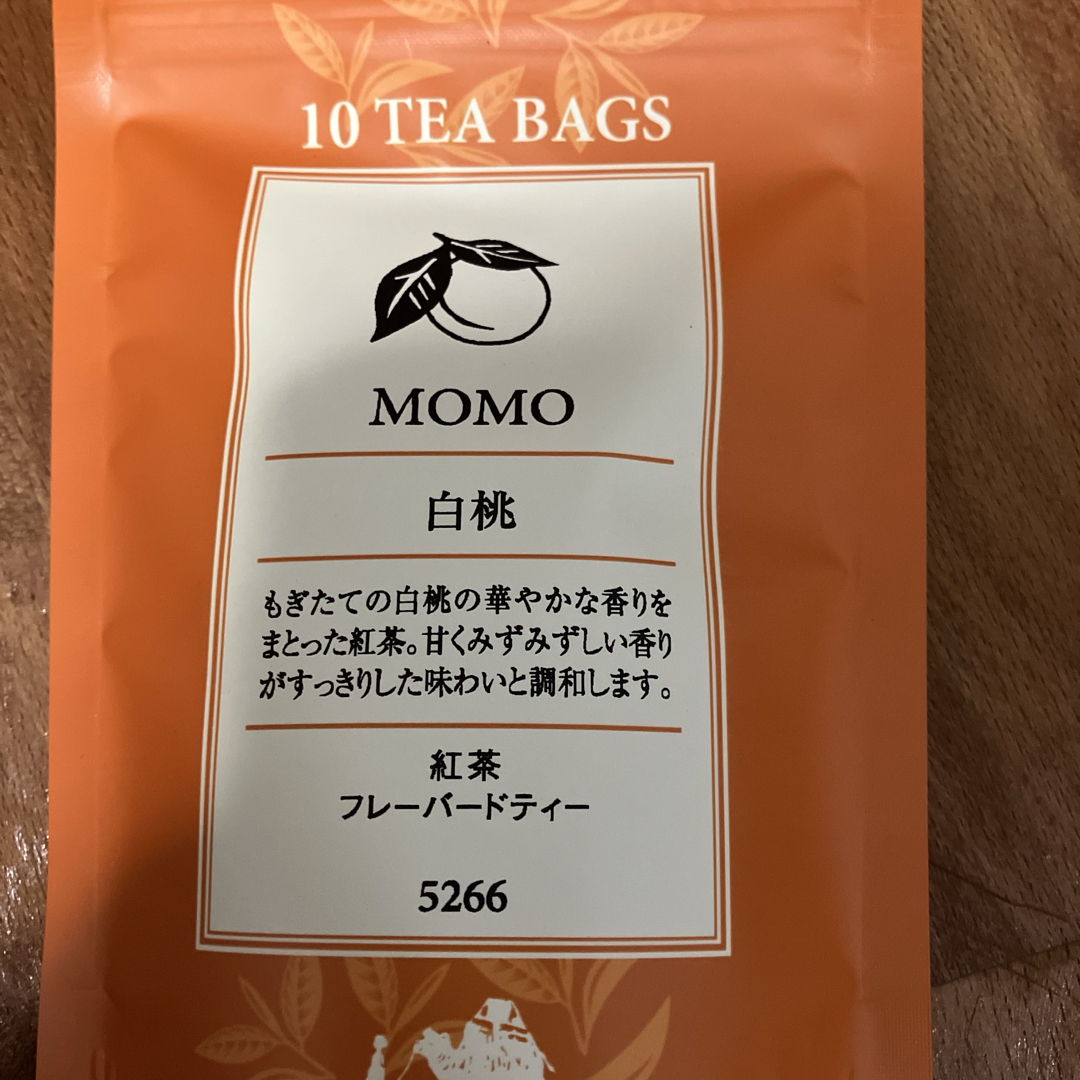 10 TEA BAGS
MOMO
白桃
もぎたての白桃の華やかな香りを
まとった紅茶。甘くみずみずしい香り
がすっきりした味わいと調和します。
紅茶
フレーバードティー
5266